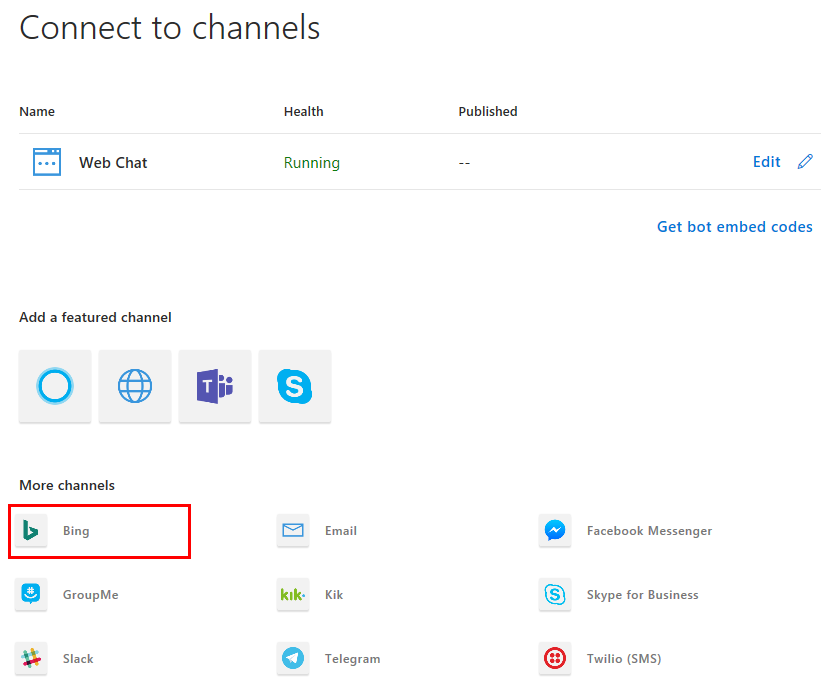 Connect to channels
Name Health Published
Web Chat Running -- Edit
Get bot embed codes
Add a featured channel
T S
More channels
Bing Email Facebook Messenger
GroupMe kik. Kik S Skype for Business
Slack Telegram Twilio (SMS)